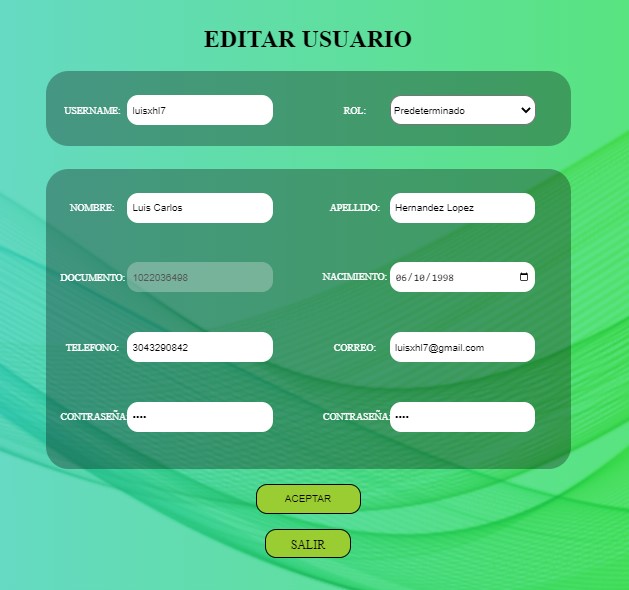 EDITAR USUARIO
USERNAME: luisxhl7 ROL: Predeterminado
NOMBRE: Luis Carlos APELLIDO: Hernandez Lopez
DOCUMENTO: 1022036498 NACIMIENTO: 06/10/1998
TELEFONO: 3043290842 CORREO: luisxhl7@gmail.com
CONTRASEÑA: •••• CONTRASEÑA: ••••
ACEPTAR
SALIR